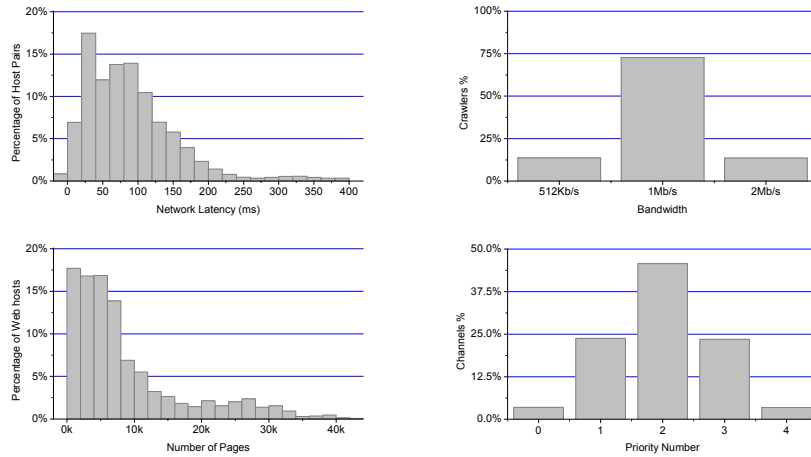 20%
15%
10%
5%
0%
Percentage of Host Pairs
0 50 100 150 200 250 300 350 400
Network Latency (ms)
100%
75%
50%
25%
0%
Crawlers %
512Kb/s 1Mb/s 2Mb/s
Bandwidth
20%
15%
10%
5%
0%
Percentage of Web hosts
0k 10k 20k 30k 40k
Number of Pages
50.0%
37.5%
25.0%
12.5%
0.0%
Channels %
0 1 2 3 4
Priority Number